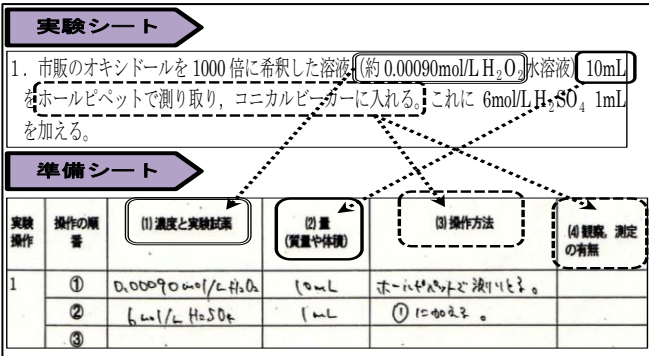 実験シート
1．市販のオキシドールを 1000 倍に希釈した溶液(約 0.00090mol/L H₂O₂水溶液) 10mL
をホールピペットで測り取り，コニカルビーカーに入れる。これに 6mol/L H₂SO₄ 1mL
を加える。
準備シート
実験操作 操作の順番 (1) 濃度と実験試薬 (2) 量(質量や体積) (3) 操作方法 (4) 観察，測定の有無
1 ① 0.00090mol/L H₂O₂ 10mL ホールピペットで測りとる。
② 6mol/L H₂SO₄ 1mL ①に加える。
③